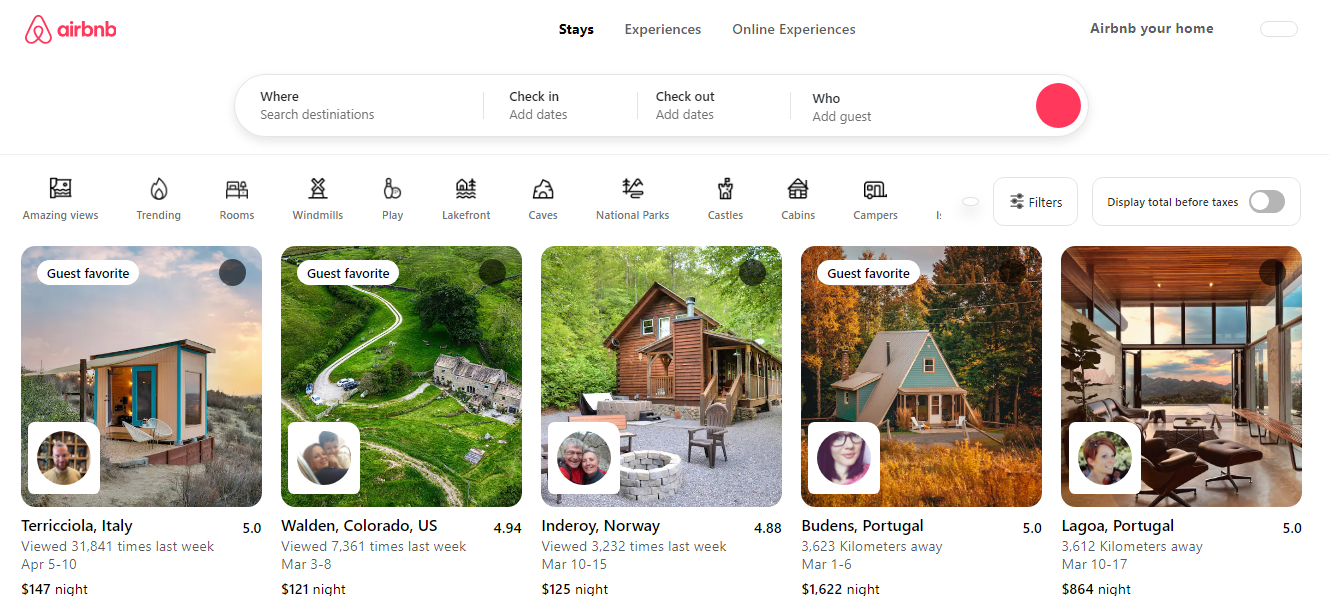 airbnb
Stays
Experiences
Online Experiences
Airbnb your home
Where
Search destiniations
Check in
Add dates
Check out
Add dates
Who
Add guest
Amazing views
Trending
Rooms
Windmills
Play
Lakefront
Caves
National Parks
Castles
Cabins
Campers
Filters
Display total before taxes
Guest favorite
Guest favorite
Guest favorite
Terricciola, Italy 5.0
Viewed 31,841 times last week
Apr 5-10
$147 night
Walden, Colorado, US 4.94
Viewed 7,361 times last week
Mar 3-8
$121 night
Inderoy, Norway 4.88
Viewed 3,232 times last week
Mar 10-15
$125 night
Budens, Portugal 5.0
3,623 Kilometers away
Mar 1-6
$1,622 night
Lagoa, Portugal 5.0
3,612 Kilometers away
Mar 10-17
$864 night